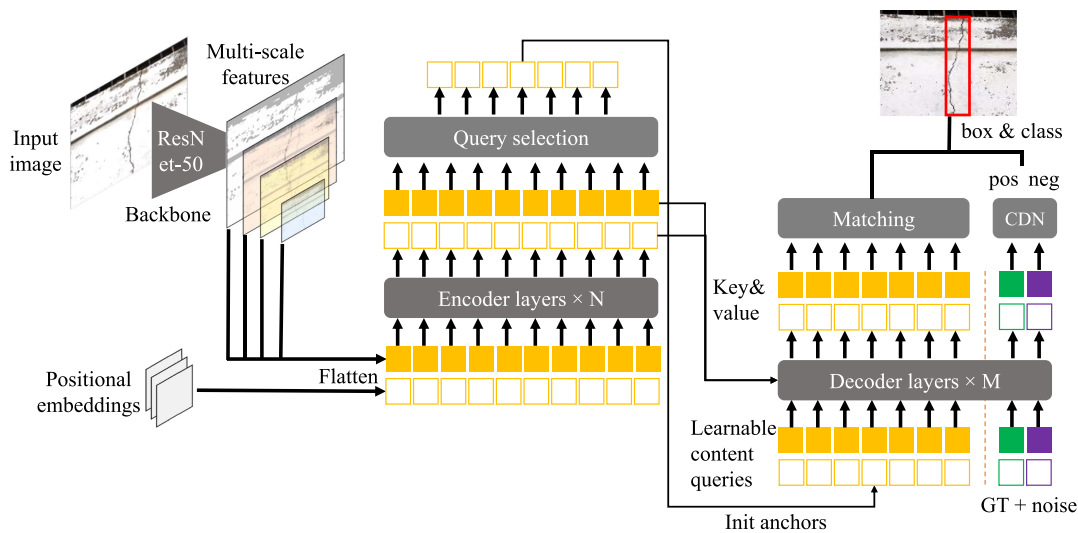 Multi-scale
features
Input
image
ResN
et-50
Backbone
Query selection
Encoder layers × N
Flatten
Positional
embeddings
box & class
pos neg
Matching
CDN
Key&
value
Decoder layers × M
Learnable
content
queries
GT + noise
Init anchors